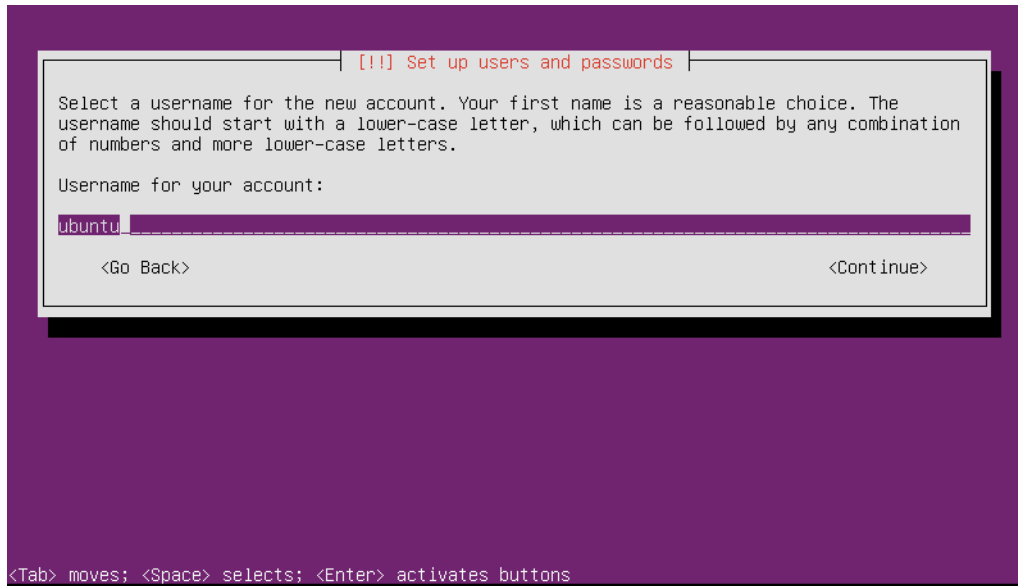 [!!] Set up users and passwords
Select a username for the new account. Your first name is a reasonable choice. The
username should start with a lower-case letter, which can be followed by any combination
of numbers and more lower-case letters.
Username for your account:
ubuntu
<Go Back> <Continue>
<Tab> moves; <Space> selects; <Enter> activates buttons